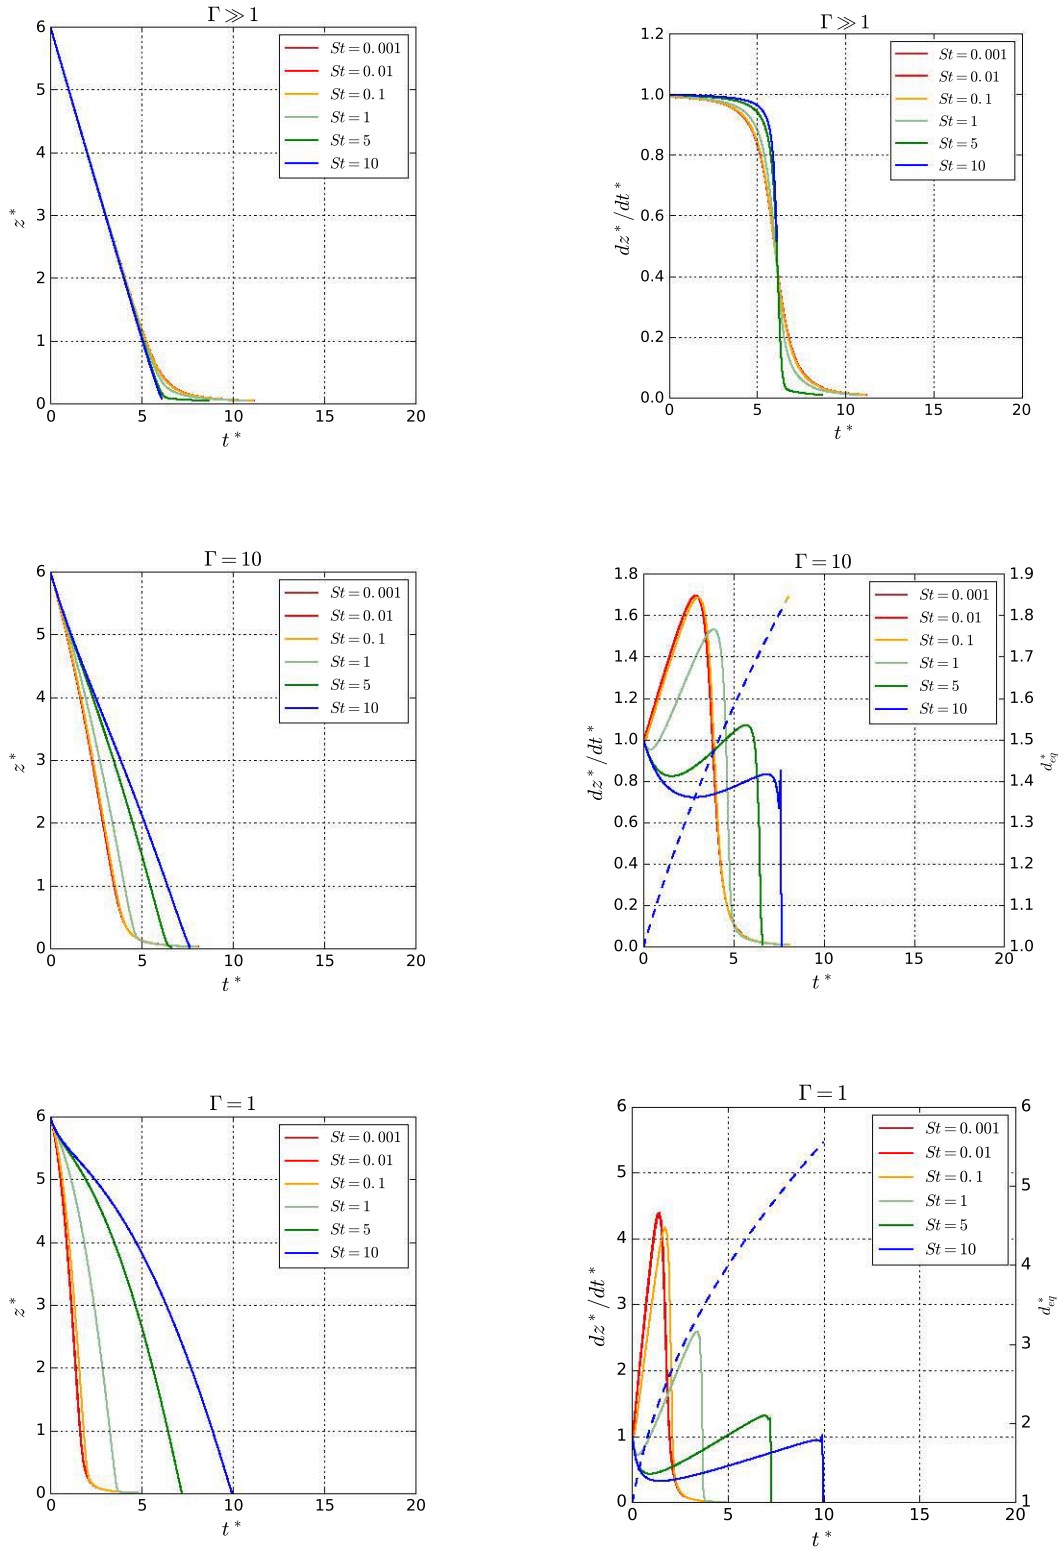 Γ ≫ 1
6
5
4
3
2
1
0
z*
0 5 10 15 20
t*
St = 0.001
St = 0.01
St = 0.1
St = 1
St = 5
St = 10
Γ ≫ 1
1.2
1.0
0.8
0.6
0.4
0.2
0.0
dz*/dt*
0 5 10 15 20
t*
St = 0.001
St = 0.01
St = 0.1
St = 1
St = 5
St = 10
Γ = 10
6
5
4
3
2
1
0
z*
0 5 10 15 20
t*
St = 0.001
St = 0.01
St = 0.1
St = 1
St = 5
St = 10
Γ = 10
1.8
1.6
1.4
1.2
1.0
0.8
0.6
0.4
0.2
0.0
dz*/dt*
0 5 10 15 20
t*
St = 0.001
St = 0.01
St = 0.1
St = 1
St = 5
St = 10
1.9
1.8
1.7
1.6
1.5
1.4
1.3
1.2
1.1
1.0
d*eq
Γ = 1
6
5
4
3
2
1
0
z*
0 5 10 15 20
t*
St = 0.001
St = 0.01
St = 0.1
St = 1
St = 5
St = 10
Γ = 1
6
5
4
3
2
1
0
dz*/dt*
0 5 10 15 20
t*
St = 0.001
St = 0.01
St = 0.1
St = 1
St = 5
St = 10
6
5
4
3
2
1
d*eq